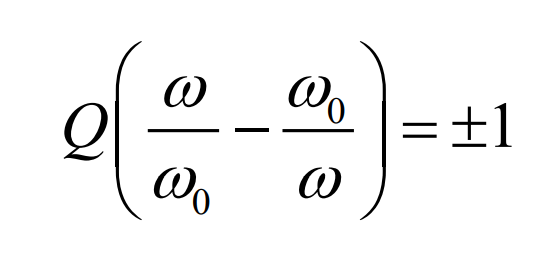 Q(ω/ω₀ − ω₀/ω) = ±1